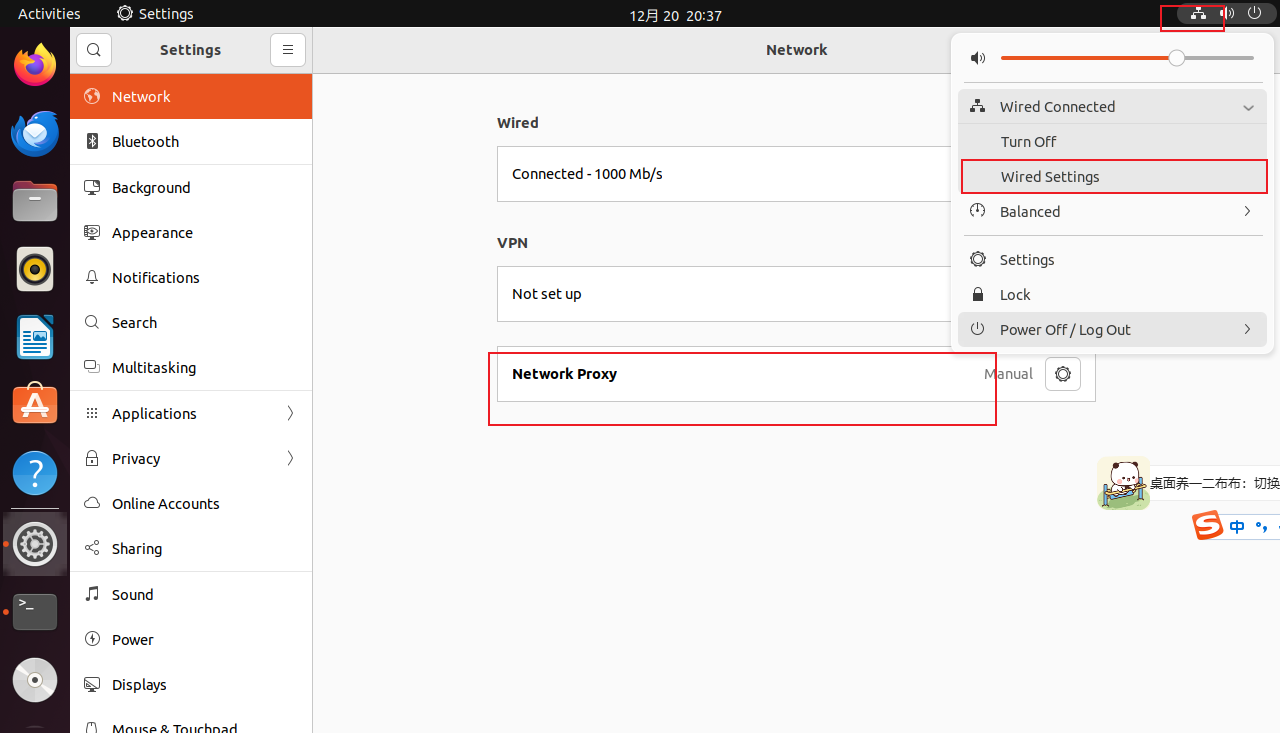 Activities
Settings
12月 20 20:37
Settings
Network
Network
Bluetooth
Background
Appearance
Notifications
Search
Multitasking
Applications
Privacy
Online Accounts
Sharing
Sound
Power
Displays
Mouse & Touchpad
Wired
Connected - 1000 Mb/s
VPN
Not set up
Network Proxy
Manual
Wired Connected
Turn Off
Wired Settings
Balanced
Settings
Lock
Power Off / Log Out
桌面养一二布布：切换
中 °，